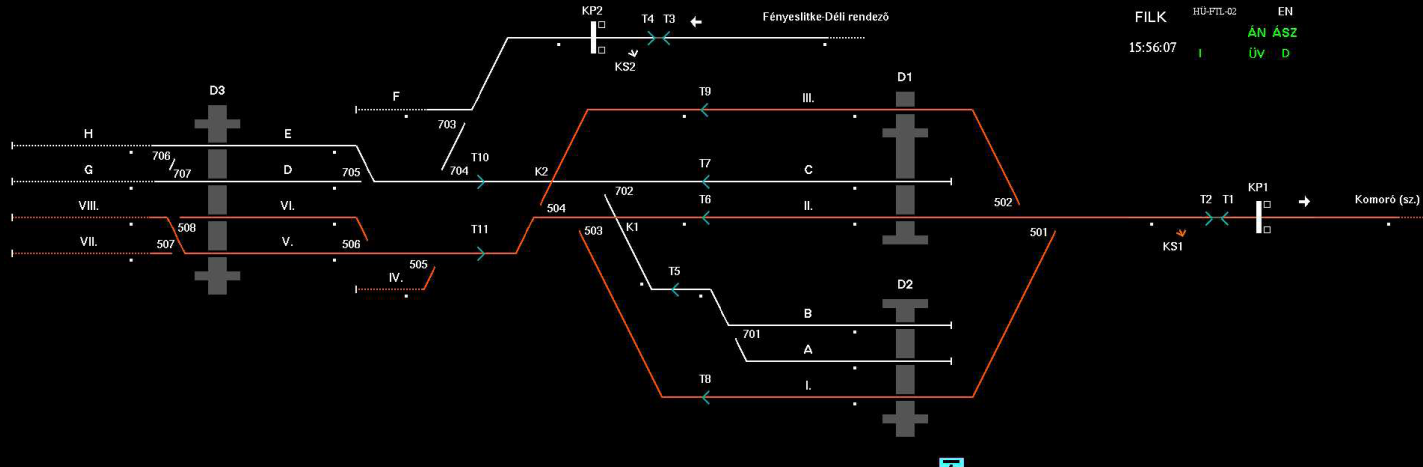 KP2
T4 T3
Fényeslitke-Déli rendező
FILK
HÜ-FTL-02
EN
ÁN ÁSZ
15:56:07
I
ÜV D
KS2
D3
F
T9
III.
D1
H
E
703
706
707
G
D
705
T10
704
K2
T7
C
702
VIII.
VI.
504
T6
II.
502
T2 T1
KP1
Komoró (sz.)
508
507
VII.
V.
506
T11
503
K1
501
KS1
505
IV.
T5
D2
B
701
A
T8
I.